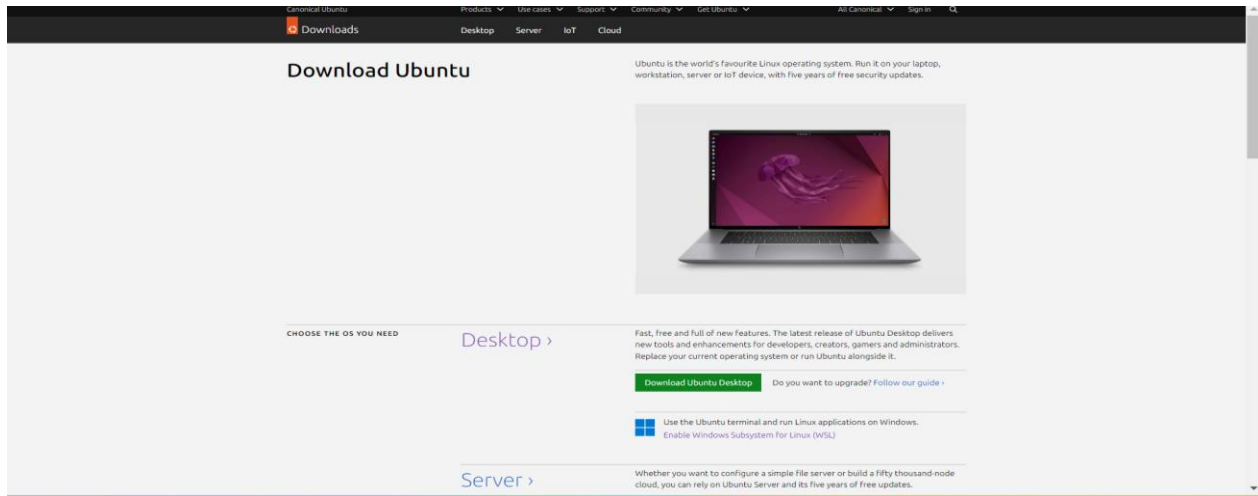 Canonical Ubuntu Products Use cases Support Community Get Ubuntu All Canonical Sign in
Downloads Desktop Server IoT Cloud
Download Ubuntu
Ubuntu is the world's favourite Linux operating system. Run it on your laptop,
workstation, server or IoT device, with five years of free security updates.
CHOOSE THE OS YOU NEED
Desktop ›
Fast, free and full of new features. The latest release of Ubuntu Desktop delivers
new tools and enhancements for developers, creators, gamers and administrators.
Replace your current operating system or run Ubuntu alongside it.
Download Ubuntu Desktop Do you want to upgrade? Follow our guide ›
Use the Ubuntu terminal and run Linux applications on Windows.
Enable Windows Subsystem for Linux (WSL)
Server ›
Whether you want to configure a simple file server or build a fifty thousand-node
cloud, you can rely on Ubuntu Server and its five years of free updates.